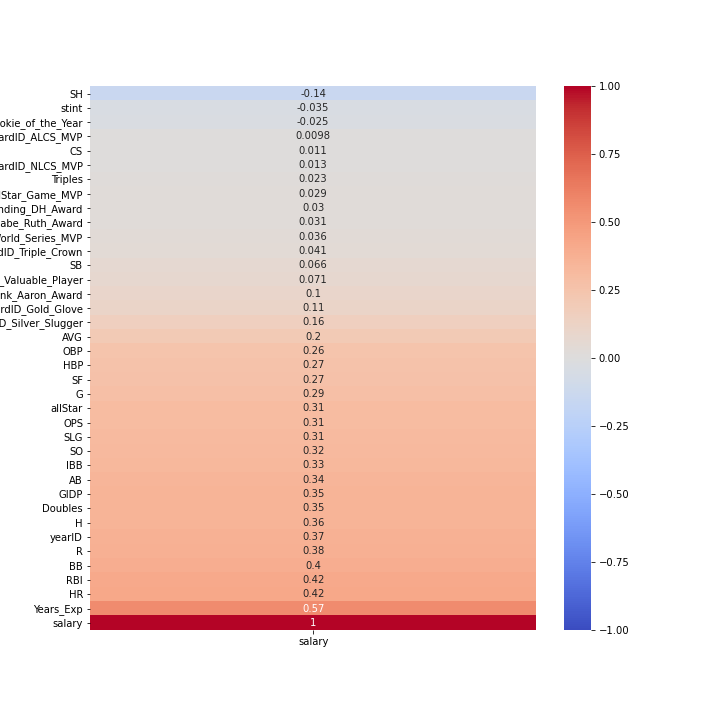 SH -0.14 1.00
stint -0.035
okie_of_the_Year -0.025
ardID_ALCS_MVP 0.0098 0.75
CS 0.011
ardID_NLCS_MVP 0.013
Triples 0.023
lStar_Game_MVP 0.029
nding_DH_Award 0.03 0.50
abe_Ruth_Award 0.031
orld_Series_MVP 0.036
dID_Triple_Crown 0.041
SB 0.066 0.25
_Valuable_Player 0.071
nk_Aaron_Award 0.1
rdID_Gold_Glove 0.11
D_Silver_Slugger 0.16
AVG 0.2
OBP 0.26 0.00
HBP 0.27
SF 0.27
G 0.29
allStar 0.31
OPS 0.31
SLG 0.31
SO 0.32
IBB 0.33 −0.25
AB 0.34
GIDP 0.35 −0.50
Doubles 0.35
H 0.36
yearID 0.37
R 0.38
BB 0.4 −0.75
RBI 0.42
HR 0.42
Years_Exp 0.57
salary 1 −1.00
salary